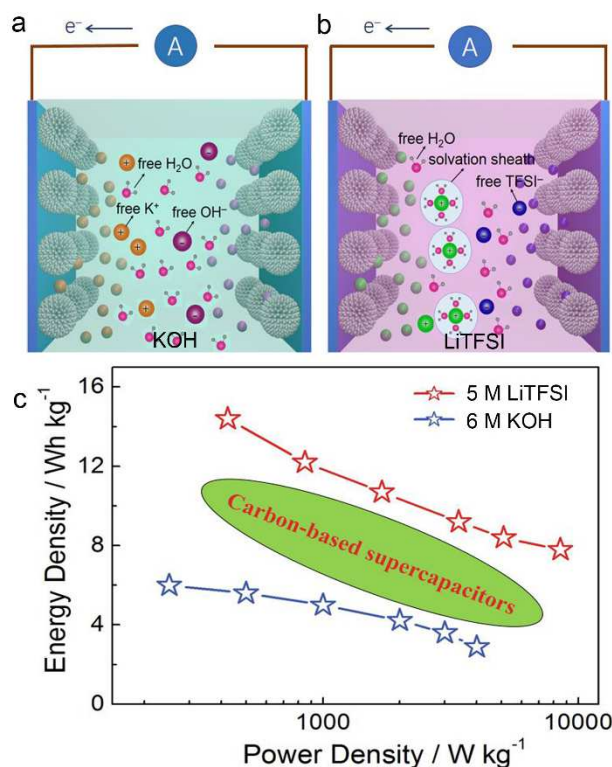 a
e⁻
A
free H₂O
free K⁺
free OH⁻
KOH
b
e⁻
A
free H₂O
solvation sheath
free TFSI⁻
LiTFSI
c
5 M LiTFSI
6 M KOH
Carbon-based supercapacitors
Energy Density / Wh kg⁻¹
16
12
8
4
0
1000
10000
Power Density / W kg⁻¹